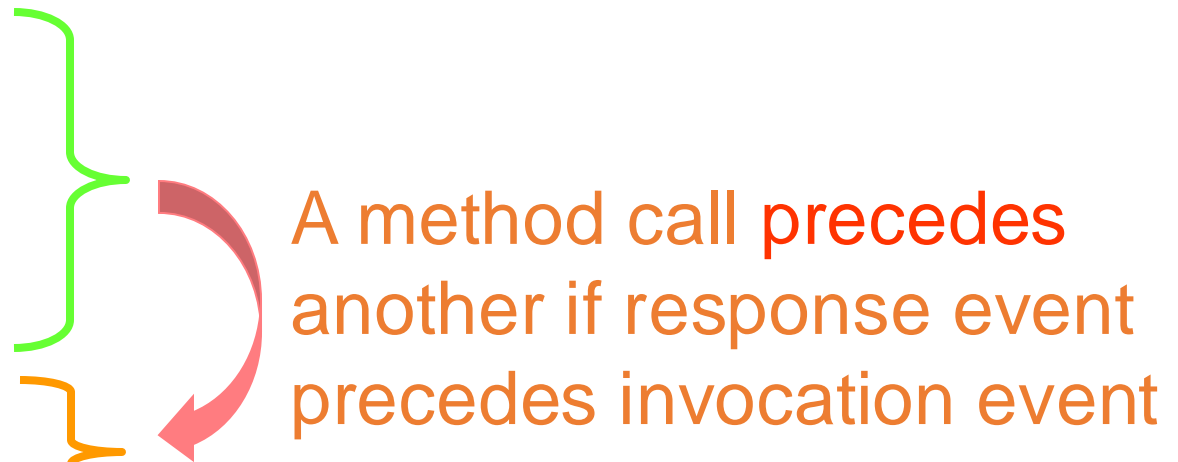 A method call precedes
another if response event
precedes invocation event